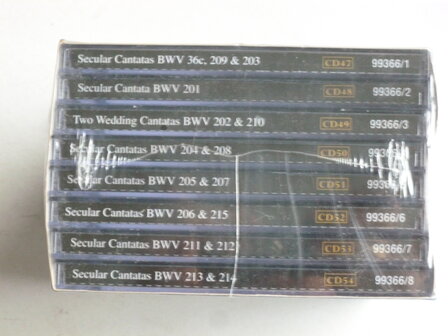 Secular Cantatas BWV 36c, 209 & 203 CD47 99366/1
Secular Cantata BWV 201 CD48 99366/2
Two Wedding Cantatas BWV 202 & 210 CD49 99366/3
Secular Cantatas BWV 204 & 208 CD50
Secular Cantatas BWV 205 & 207 CD51
Secular Cantatas BWV 206 & 215 CD52 99366/6
Secular Cantatas BWV 211 & 212 CD53 99366/7
Secular Cantatas BWV 213 & 214 CD54 99366/8